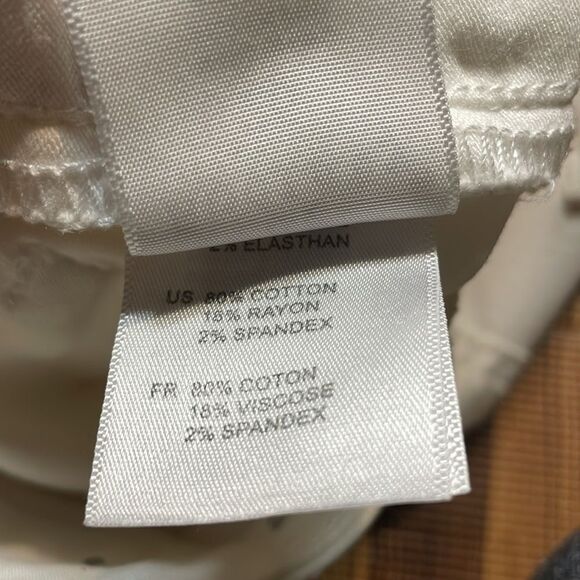 2% ELASTHAN
US 80% COTTON
18% RAYON
2% SPANDEX
FR 80% COTON
18% VISCOSE
2% SPANDEX